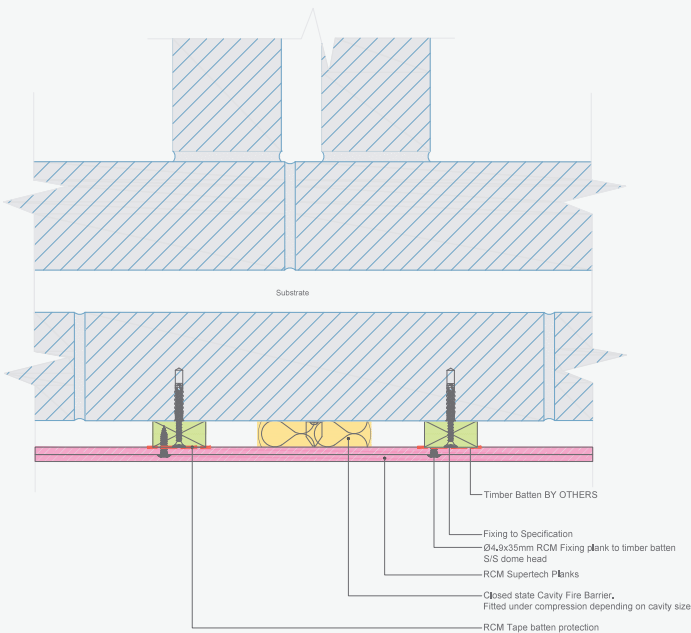 Substrate
Timber Batten BY OTHERS
Fixing to Specification
Ø4.9x35mm RCM Fixing plank to timber batten
S/S dome head
RCM Supertech Planks
Closed state Cavity Fire Barrier.
Fitted under compression depending on cavity size
RCM Tape batten protection